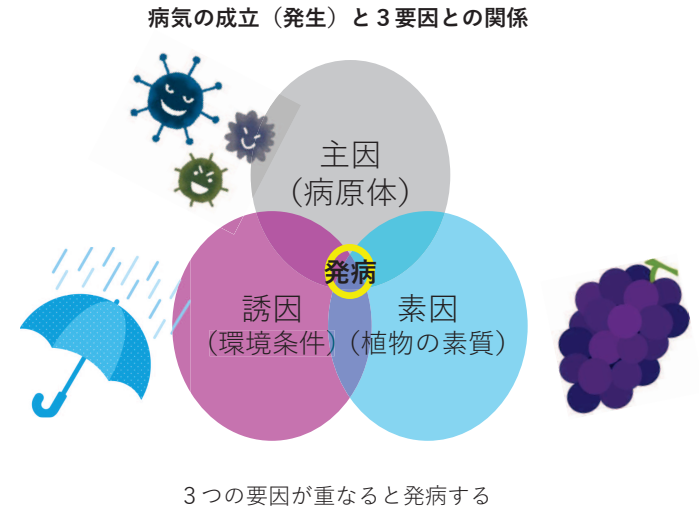 病気の成立（発生）と３要因との関係
主因
（病原体）
発病
誘因
（環境条件）
素因
（植物の素質）
３つの要因が重なると発病する